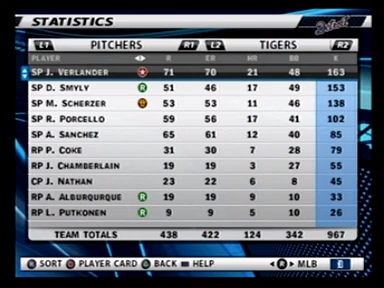 STATISTICS
Detroit
L1 PITCHERS R1 L2 TIGERS R2
PLAYER R ER HR BB K
SP J. VERLANDER 71 70 21 48 163
SP D. SMYLY R 51 46 17 49 153
SP M. SCHERZER 53 53 11 46 138
SP R. PORCELLO 59 57 17 41 102
SP A. SANCHEZ 65 61 12 40 85
RP P. COKE 31 30 7 28 79
RP J. CHAMBERLAIN 19 19 3 27 55
CP J. NATHAN 23 22 6 8 45
RP A. ALBURQURQUE R 19 19 9 10 33
RP L. PUTKONEN R 9 9 5 10 26
TEAM TOTALS 438 422 124 342 967
SORT PLAYER CARD BACK HELP R MLB